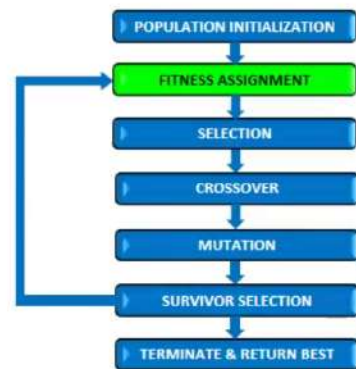 POPULATION INITIALIZATION
FITNESS ASSIGNMENT
SELECTION
CROSSOVER
MUTATION
SURVIVOR SELECTION
TERMINATE & RETURN BEST